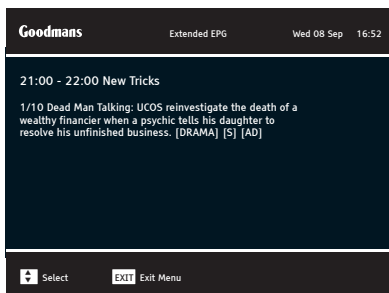 Goodmans Extended EPG Wed 08 Sep 16:52
21:00 - 22:00 New Tricks
1/10 Dead Man Talking: UCOS reinvestigate the death of a
wealthy financier when a psychic tells his daughter to
resolve his unfinished business. [DRAMA] [S] [AD]
Select EXIT Exit Menu